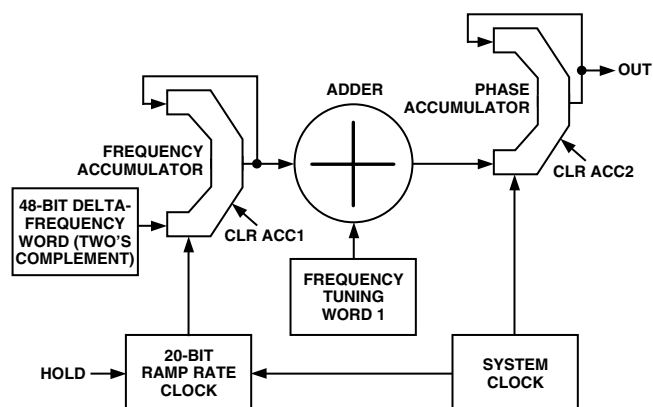 ADDER
PHASE
ACCUMULATOR
OUT
FREQUENCY
ACCUMULATOR
CLR ACC2
48-BIT DELTA-
FREQUENCY
WORD (TWO'S
COMPLEMENT)
CLR ACC1
FREQUENCY
TUNING
WORD 1
HOLD
20-BIT
RAMP RATE
CLOCK
SYSTEM
CLOCK